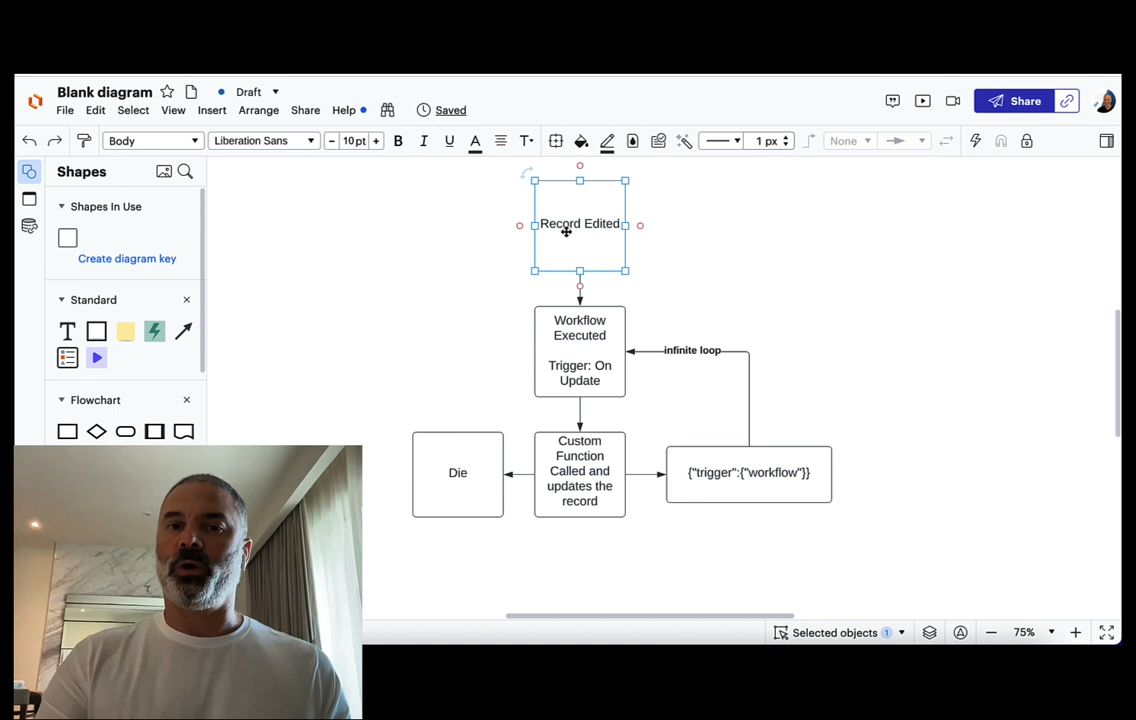 Blank diagram
Draft
File Edit Select View Insert Arrange Share Help Saved
Share
Body
Liberation Sans
10pt
B I U A T
1 px
None
Shapes
Shapes In Use
Create diagram key
Standard
T
Flowchart
Record Edited
Workflow
Executed
Trigger: On
Update
infinite loop
Custom
Function
Called and
updates the
record
Die
{"trigger":{"workflow"}}
Selected objects 1
75%